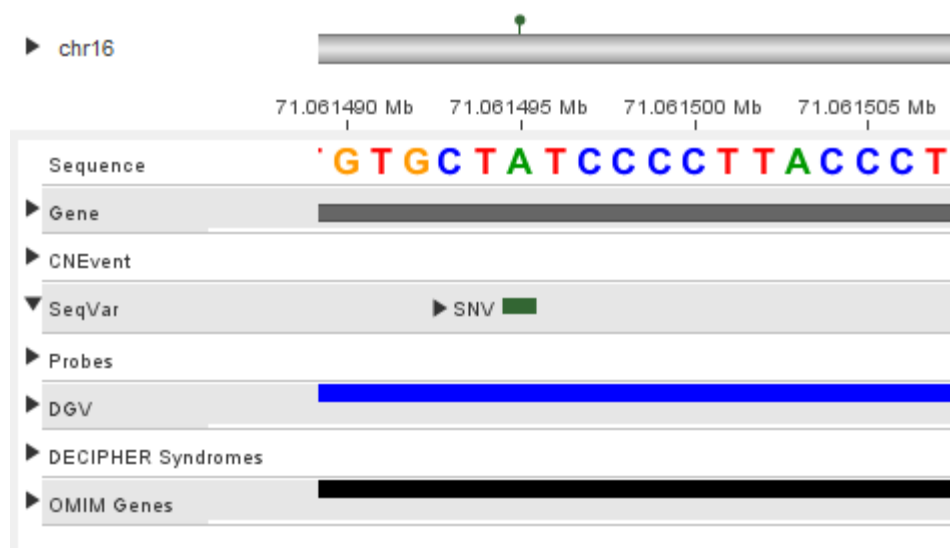 chr16
71.061490 Mb 71.061495 Mb 71.061500 Mb 71.061505 Mb
Sequence G T G C T A T C C C C T T A C C C T
Gene
CNEvent
SeqVar SNV
Probes
DGV
DECIPHER Syndromes
OMIM Genes